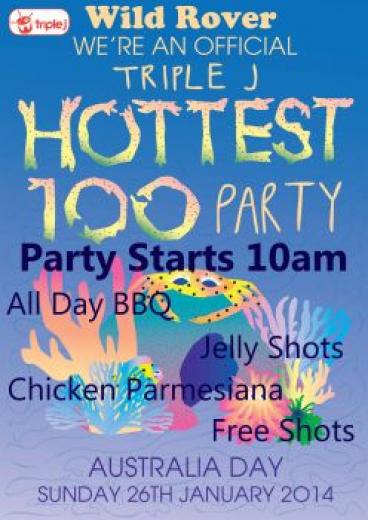 triple j
Wild Rover
WE'RE AN OFFICIAL
TRIPLE J
HOTTEST
100 PARTY
Party Starts 10am
All Day BBQ
Jelly Shots
Chicken Parmesiana
Free Shots
AUSTRALIA DAY
SUNDAY 26TH JANUARY 2014